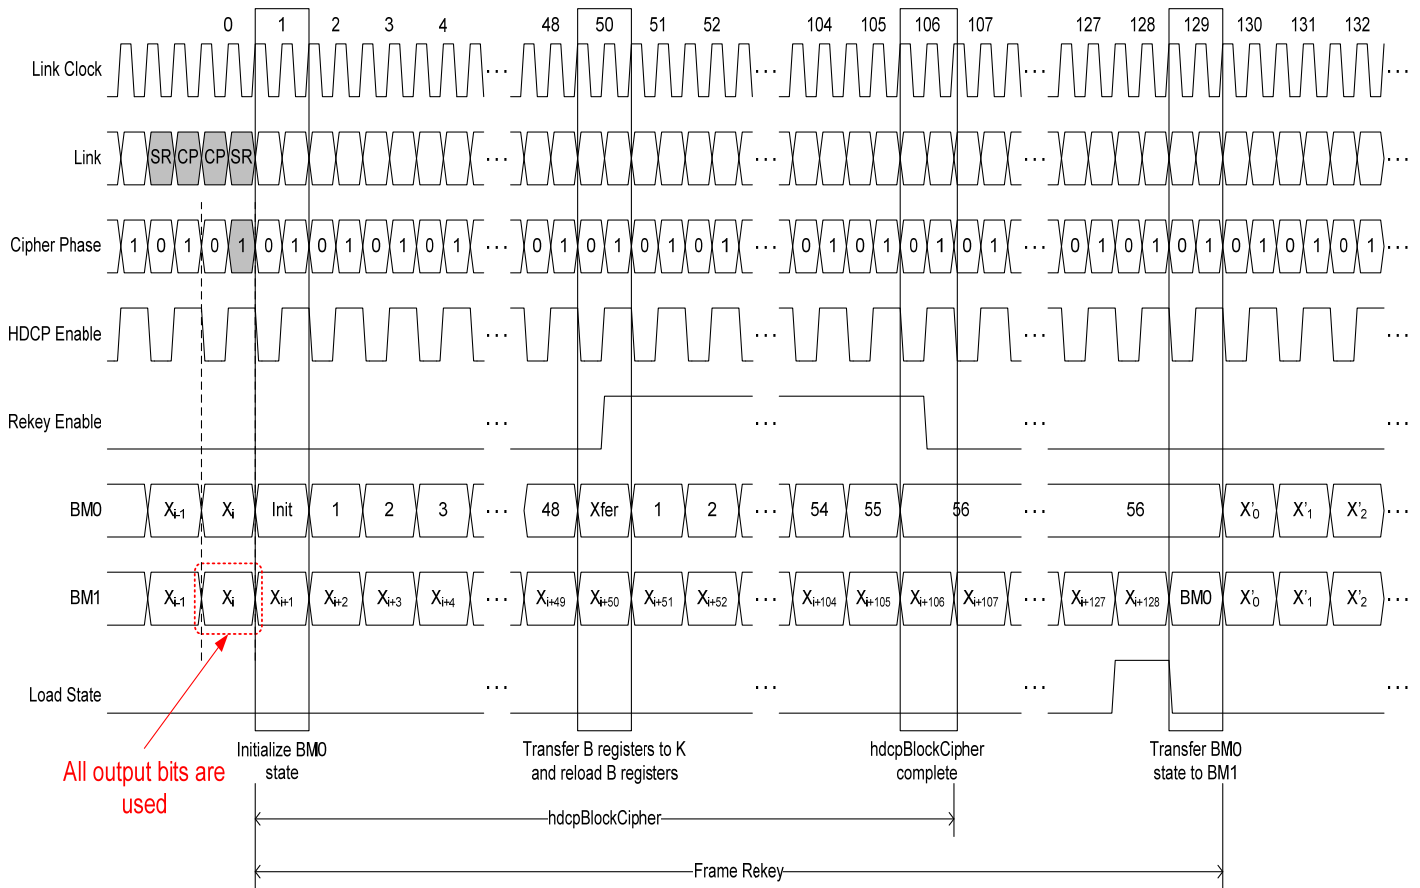 0 1 2 3 4 48 50 51 52 104 105 106 107 127 128 129 130 131 132
Link Clock ... ... ... ...
Link SR CP CP SR ... ... ... ...
Cipher Phase 1 0 1 0 1 0 1 0 1 0 1 0 1 ... 0 1 0 1 0 1 0 1 ... 0 1 0 1 0 1 0 1 ... 0 1 0 1 0 1 0 1 0 1 0 1 ...
HDCP Enable ... ... ... ...
Rekey Enable ... ... ... ...
BM0 Xi-1 Xi Init 1 2 3 ... 48 Xfer 1 2 ... 54 55 56 ... 56 X'0 X'1 X'2 ...
BM1 Xi-1 Xi Xi+1 Xi+2 Xi+3 Xi+4 ... Xi+49 Xi+50 Xi+51 Xi+52 ... Xi+104 Xi+105 Xi+106 Xi+107 ... Xi+127 Xi+128 BM0 X'0 X'1 X'2 ...
Load State ... ... ... ...
Initialize BM0
state
Transfer B registers to K
and reload B registers
hdcpBlockCipher
complete
Transfer BM0
state to BM1
All output bits are
used
hdcpBlockCipher
Frame Rekey